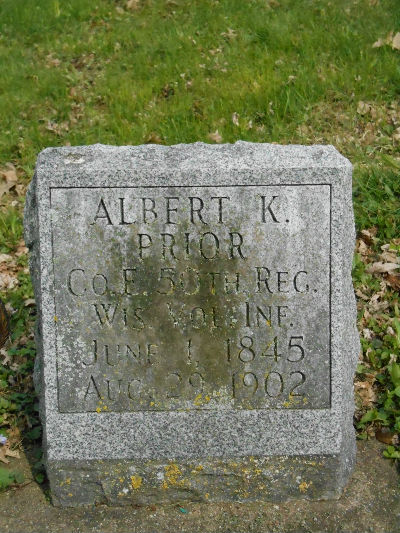 ALBERT K.
PRIOR
CO. E. 50TH REG.
WIS. VOL. INF.
JUNE 1, 1845
AUG. 29, 1902